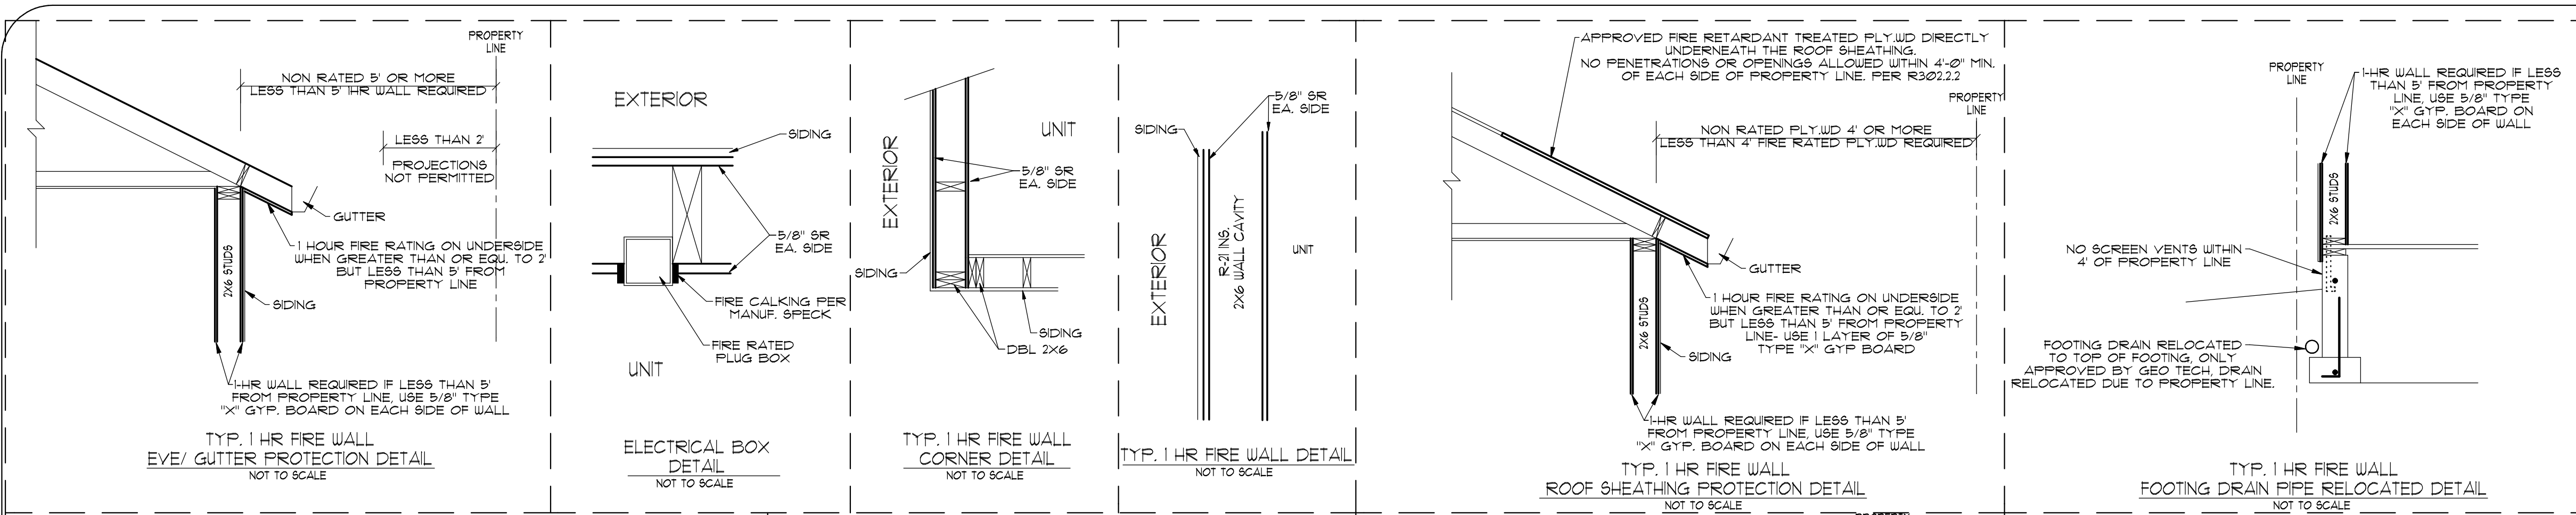 PROPERTY
LINE
NON RATED 5' OR MORE
LESS THAN 5' 1HR WALL REQUIRED
LESS THAN 2'
PROJECTIONS
NOT PERMITTED
GUTTER
1 HOUR FIRE RATING ON UNDERSIDE
WHEN GREATER THAN OR EQU. TO 2'
BUT LESS THAN 5' FROM
PROPERTY LINE
2X6 STUDS
SIDING
1-HR WALL REQUIRED IF LESS THAN 5'
FROM PROPERTY LINE, USE 5/8" TYPE
"X" GYP. BOARD ON EACH SIDE OF WALL
TYP. 1 HR FIRE WALL
EVE/ GUTTER PROTECTION DETAIL
NOT TO SCALE
EXTERIOR
SIDING
5/8" SR
EA. SIDE
FIRE CALKING PER
MANUF. SPECK
FIRE RATED
PLUG BOX
UNIT
ELECTRICAL BOX
DETAIL
NOT TO SCALE
EXTERIOR
UNIT
5/8" SR
EA. SIDE
SIDING
SIDING
DBL 2X6
TYP. 1 HR FIRE WALL
CORNER DETAIL
NOT TO SCALE
5/8" SR
EA. SIDE
SIDING
EXTERIOR
R-21 INS.
2X6 WALL CAVITY
UNIT
TYP. 1 HR FIRE WALL DETAIL
NOT TO SCALE
APPROVED FIRE RETARDANT TREATED PLY.WD DIRECTLY
UNDERNEATH THE ROOF SHEATHING.
NO PENETRATIONS OR OPENINGS ALLOWED WITHIN 4'-0" MIN.
OF EACH SIDE OF PROPERTY LINE. PER R302.2.2
PROPERTY
LINE
NON RATED PLY.WD 4' OR MORE
LESS THAN 4' FIRE RATED PLY.WD REQUIRED
GUTTER
1 HOUR FIRE RATING ON UNDERSIDE
WHEN GREATER THAN OR EQU. TO 2'
BUT LESS THAN 5' FROM PROPERTY
LINE- USE 1 LAYER OF 5/8"
TYPE "X" GYP BOARD
2X6 STUDS
SIDING
1-HR WALL REQUIRED IF LESS THAN 5'
FROM PROPERTY LINE, USE 5/8" TYPE
"X" GYP. BOARD ON EACH SIDE OF WALL
TYP. 1 HR FIRE WALL
ROOF SHEATHING PROTECTION DETAIL
NOT TO SCALE
PROPERTY
LINE
1-HR WALL REQUIRED IF LESS
THAN 5' FROM PROPERTY
LINE, USE 5/8" TYPE
"X" GYP. BOARD ON
EACH SIDE OF WALL
2X6 STUDS
NO SCREEN VENTS WITHIN
4' OF PROPERTY LINE
FOOTING DRAIN RELOCATED
TO TOP OF FOOTING, ONLY
APPROVED BY GEO TECH, DRAIN
RELOCATED DUE TO PROPERTY LINE.
TYP. 1 HR FIRE WALL
FOOTING DRAIN PIPE RELOCATED DETAIL
NOT TO SCALE